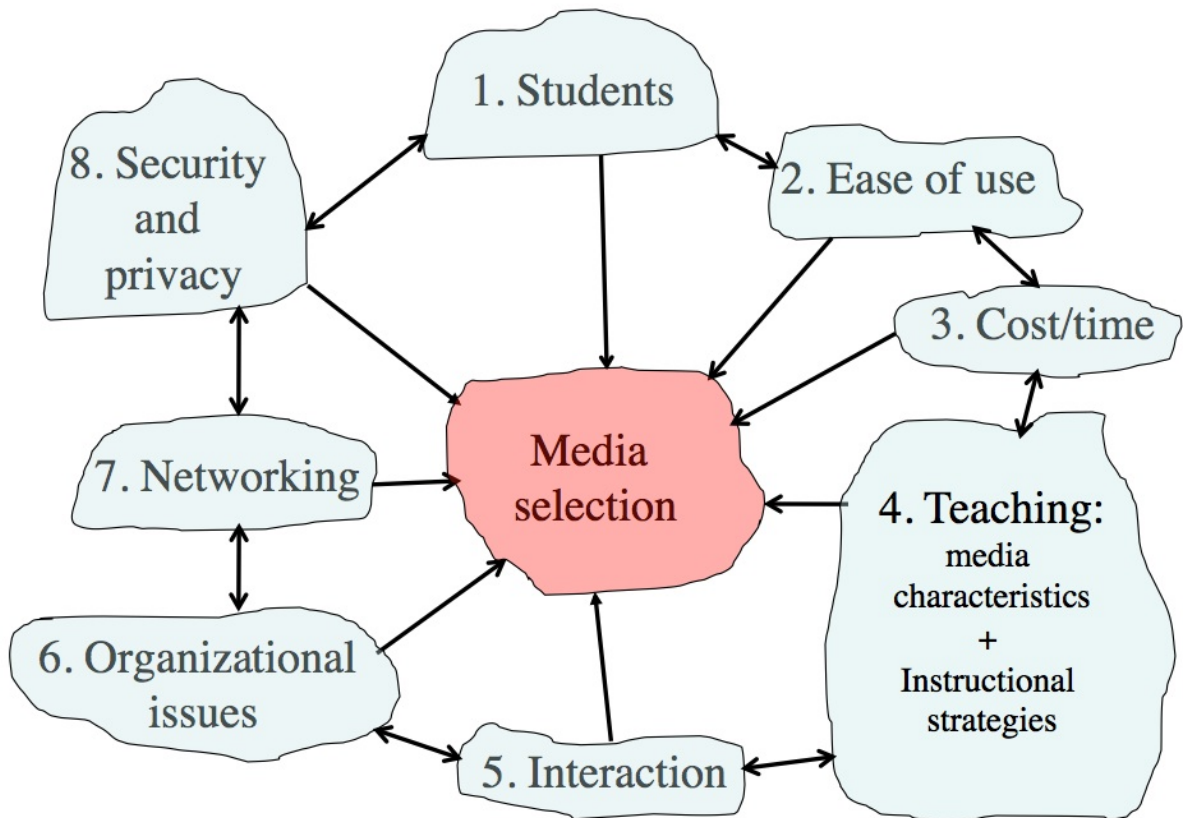 1. Students
2. Ease of use
3. Cost/time
4. Teaching:
media
characteristics
+
Instructional
strategies
5. Interaction
6. Organizational
issues
7. Networking
8. Security
and
privacy
Media
selection